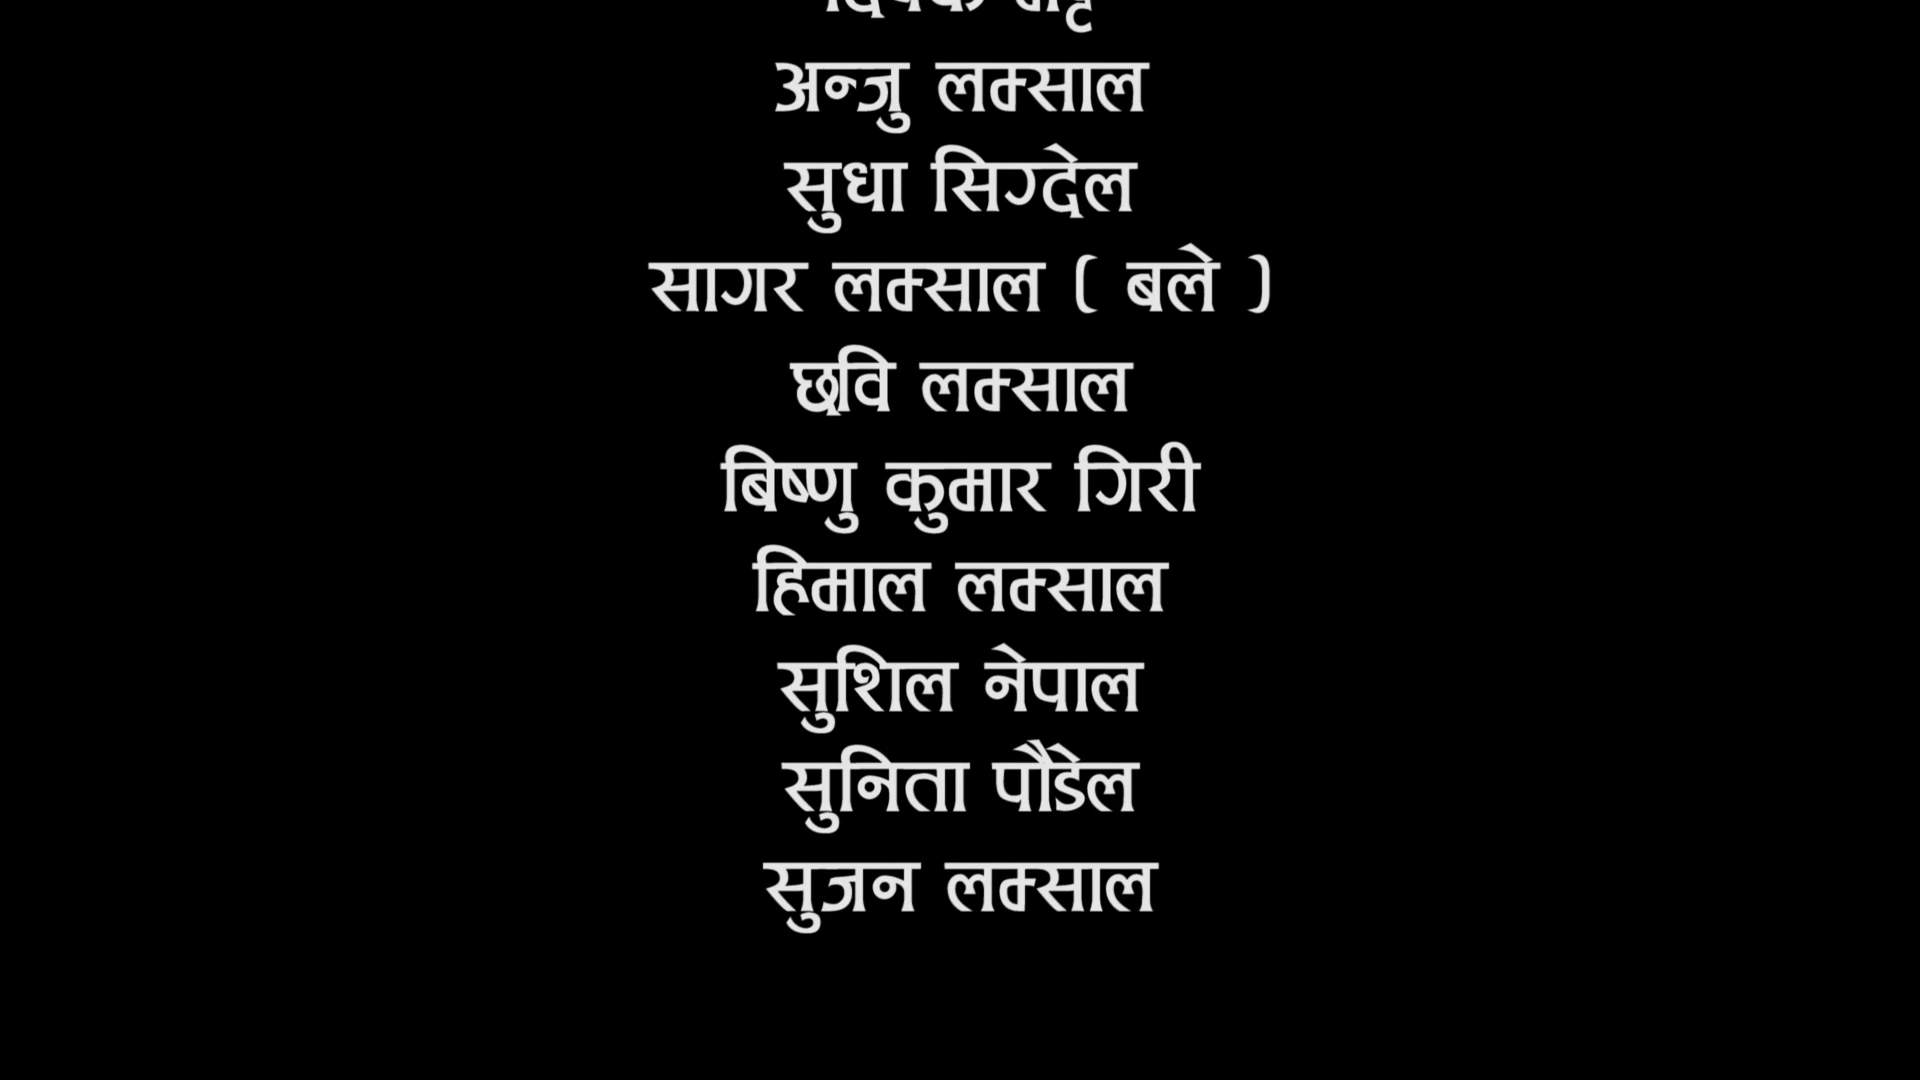 अन्जु लम्साल
सुधा सिग्देल
सागर लम्साल ( बले )
छवि लम्साल
बिष्णु कुमार गिरी
हिमाल लम्साल
सुशिल नेपाल
सुनिता पौडेल
सुजन लम्साल